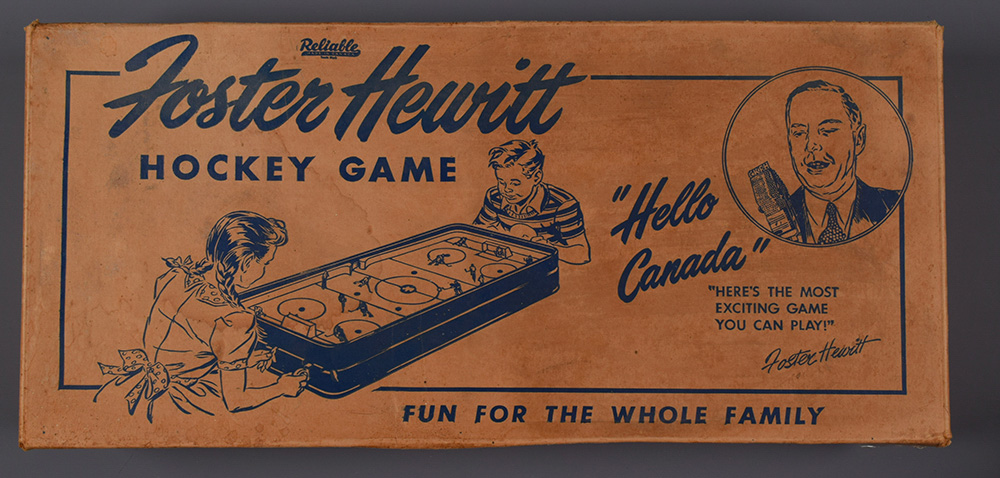 Reliable
Foster Hewitt
HOCKEY GAME
"Hello
Canada"
"HERE'S THE MOST
EXCITING GAME
YOU CAN PLAY!"
Foster Hewitt
FUN FOR THE WHOLE FAMILY